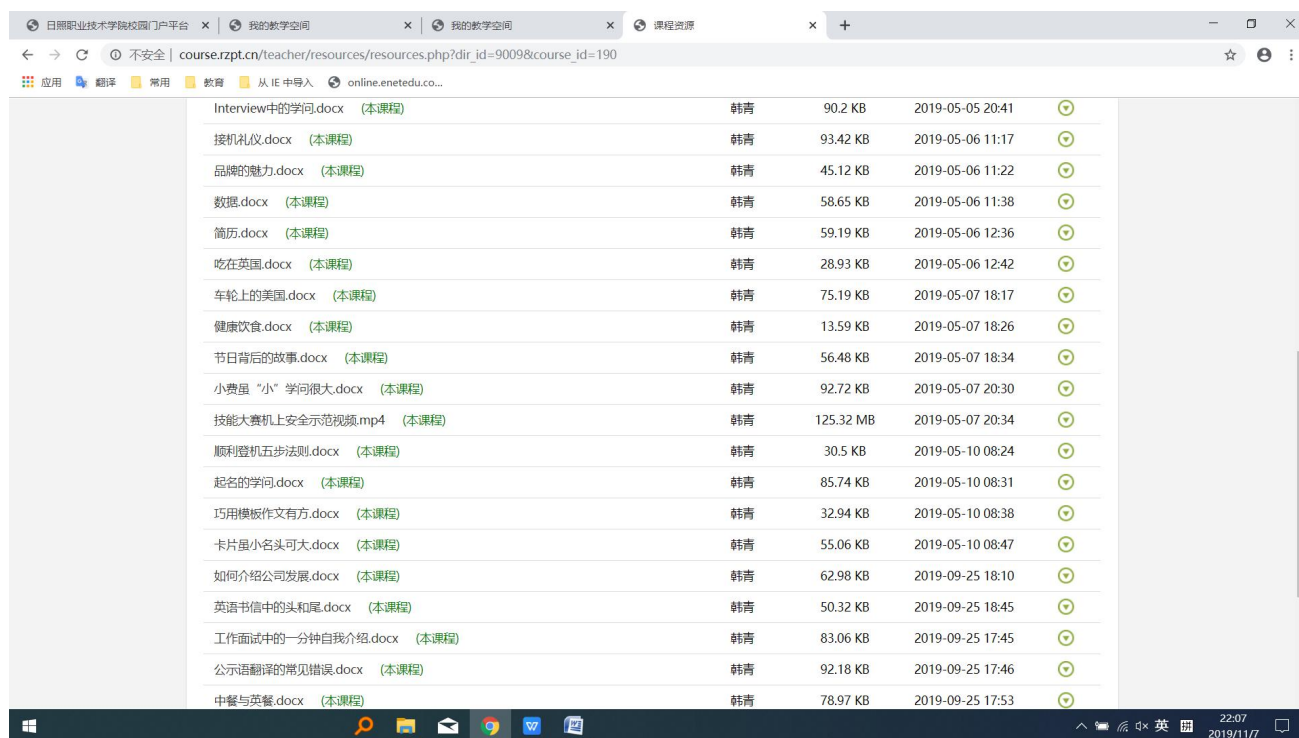 日照职业技术学院校园门户平台 我的教学空间 我的教学空间 课程资源
不安全 | course.rzpt.cn/teacher/resources/resources.php?dir_id=9009&course_id=190
应用 翻译 常用 教育 从 IE 中导入 online.enetedu.co...
Interview中的学问.docx (本课程) 韩青 90.2 KB 2019-05-05 20:41
接机礼仪.docx (本课程) 韩青 93.42 KB 2019-05-06 11:17
品牌的魅力.docx (本课程) 韩青 45.12 KB 2019-05-06 11:22
数据.docx (本课程) 韩青 58.65 KB 2019-05-06 11:38
简历.docx (本课程) 韩青 59.19 KB 2019-05-06 12:36
吃在英国.docx (本课程) 韩青 28.93 KB 2019-05-06 12:42
车轮上的美国.docx (本课程) 韩青 75.19 KB 2019-05-07 18:17
健康饮食.docx (本课程) 韩青 13.59 KB 2019-05-07 18:26
节日背后的故事.docx (本课程) 韩青 56.48 KB 2019-05-07 18:34
小费虽“小”学问很大.docx (本课程) 韩青 92.72 KB 2019-05-07 20:30
技能大赛机上安全示范视频.mp4 (本课程) 韩青 125.32 MB 2019-05-07 20:34
顺利登机五步法则.docx (本课程) 韩青 30.5 KB 2019-05-10 08:24
起名的学问.docx (本课程) 韩青 85.74 KB 2019-05-10 08:31
巧用模板作文有方.docx (本课程) 韩青 32.94 KB 2019-05-10 08:38
卡片虽小名头可大.docx (本课程) 韩青 55.06 KB 2019-05-10 08:47
如何介绍公司发展.docx (本课程) 韩青 62.98 KB 2019-09-25 18:10
英语书信中的头和尾.docx (本课程) 韩青 50.32 KB 2019-09-25 18:45
工作面试中的一分钟自我介绍.docx (本课程) 韩青 83.06 KB 2019-09-25 17:45
公示语翻译的常见错误.docx (本课程) 韩青 92.18 KB 2019-09-25 17:46
中餐与英餐.docx (本课程) 韩青 78.97 KB 2019-09-25 17:53
英 拼 22:07
2019/11/7